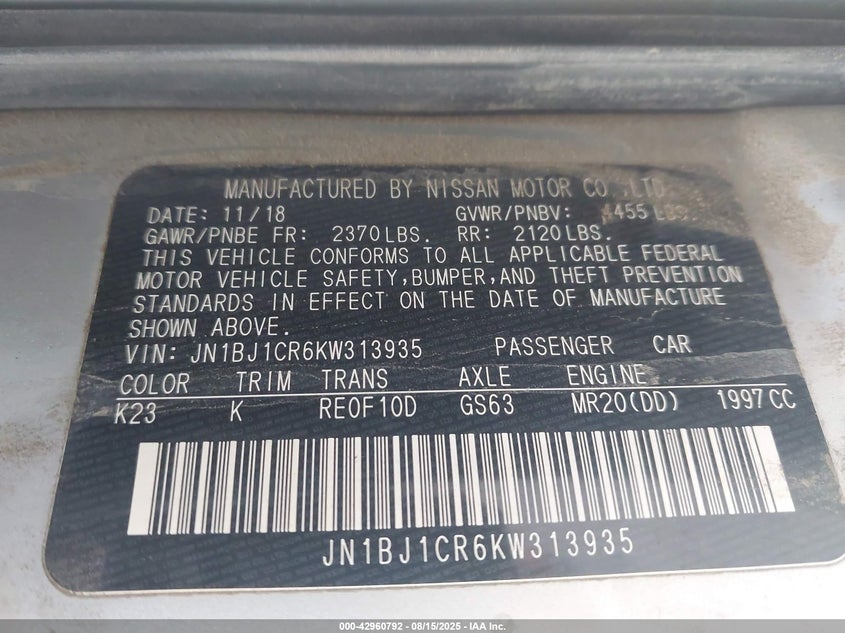 MANUFACTURED BY NISSAN MOTOR CO.,LTD.
DATE: 11/18 GVWR/PNBV: 4455 LBS.
GAWR/PNBE FR: 2370LBS. RR: 2120LBS.
THIS VEHICLE CONFORMS TO ALL APPLICABLE FEDERAL
MOTOR VEHICLE SAFETY,BUMPER,AND THEFT PREVENTION
STANDARDS IN EFFECT ON THE DATE OF MANUFACTURE
SHOWN ABOVE.
VIN: JN1BJ1CR6KW313935 PASSENGER CAR
COLOR TRIM TRANS AXLE ENGINE
K23 K RE0F10D GS63 MR20(DD) 1997CC
JN1BJ1CR6KW313935
000-42960792 - 08/15/2025 - IAA Inc.